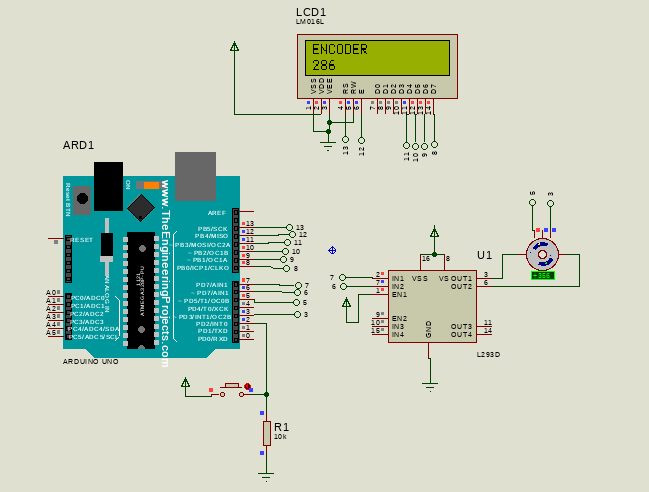 LCD1
LM016L
ENCODER
286
VSS
VDD
VEE
RS
RW
E
D0
D1
D2
D3
D4
D5
D6
D7
1
2
3
4
5
6
7
8
9
10
11
12
13
14
13
12
11
10
9
8
ARD1
Reset BTN
ON
www.TheEngineeringProjects.com
RESET
AREF
PB5/SCK 13
PB4/MISO 12
~ PB3/MOSI/OC2A 11
~ PB2/OC1B 10
~ PB1/OC1A 9
PB0/ICP1/CLKO 8
13
12
11
10
9
8
PD7/AIN1 7
~ PD7/AIN1 6
~ PD5/T1/OC0B 5
PD4/T0/XCK 4
~ PD3/INT1/OC2B 3
PD2/INT0 2
PD1/TXD 1
PD0/RXD 0
7
6
5
3
A0 PC0/ADC0
A1 PC1/ADC1
A2 PC2/ADC2
A3 PC3/ADC3
A4 PC4/ADC4/SDA
A5 PC5/ADC5/SCL
ANALOG IN
ATMEGA328P-PU
1121
ARDUINO UNO
R1
10k
U1
L293D
16
8
VSS
VS
7
6
2
7
1
IN1
IN2
EN1
OUT1 3
OUT2 6
9
10
15
EN2
IN3
IN4
OUT3 11
OUT4 14
GND
5
3
+366